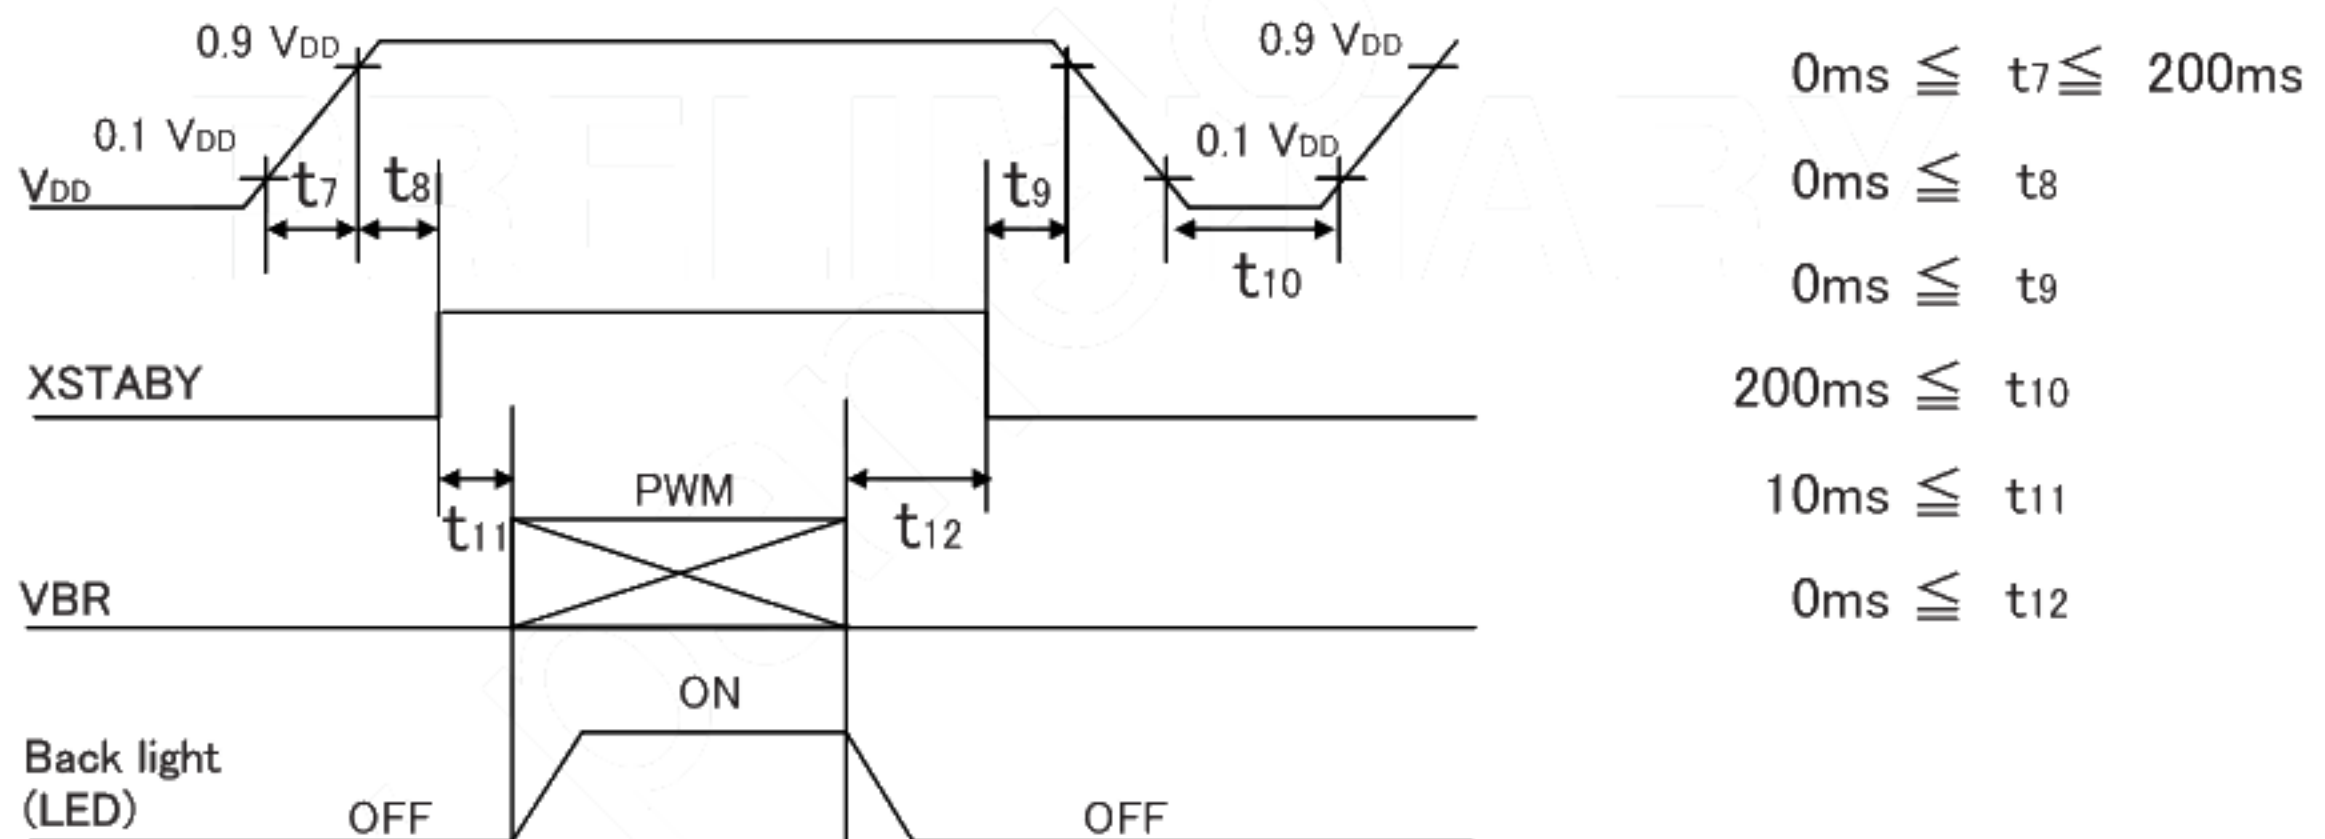 0.9 VDD
0.9 VDD
0ms ≦ t7≦ 200ms
0.1 VDD
0.1 VDD
VDD
t7
t8
t9
0ms ≦ t8
t10
0ms ≦ t9
XSTABY
200ms ≦ t10
PWM
t11
t12
10ms ≦ t11
VBR
0ms ≦ t12
ON
Back light
(LED)
OFF
OFF
PRELIMINARY